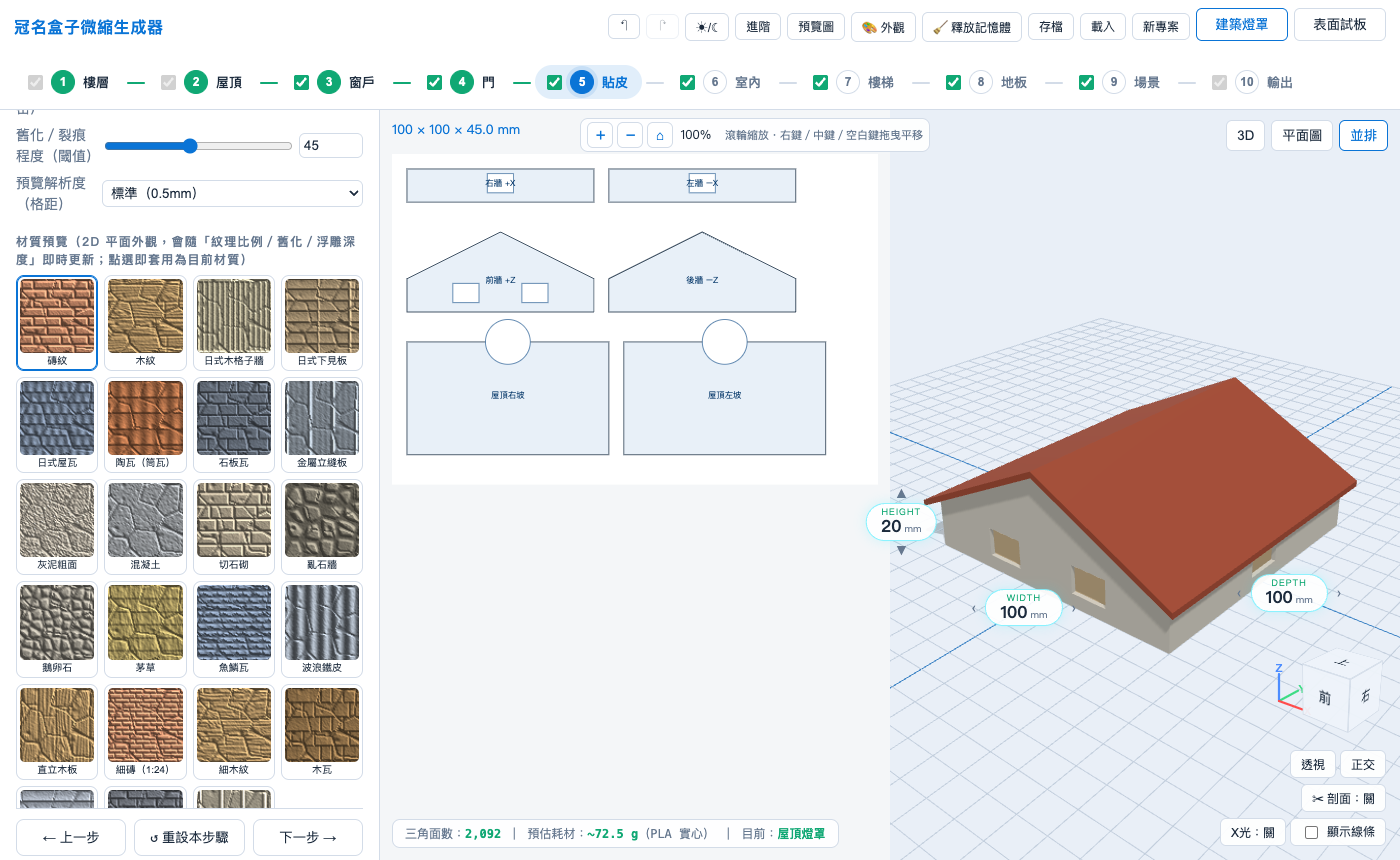 冠名盒子微縮生成器
☀/☾
進階
預覽圖
🎨 外觀
🧹 釋放記憶體
存檔
載入
新專案
建築燈罩
表面試板
1 樓層
2 屋頂
3 窗戶
4 門
5 貼皮
6 室內
7 樓梯
8 地板
9 場景
10 輸出
舊化 / 裂痕
程度（閾值）
45
預覽解析度
（格距）
標準（0.5mm）
材質預覽（2D 平面外觀，會隨「紋理比例 / 舊化 / 浮雕深
度」即時更新；點選即套用為目前材質）
磚紋
木紋
日式木格子牆
日式下見板
日式屋瓦
陶瓦（筒瓦）
石板瓦
金屬立縫板
灰泥粗面
混凝土
切石砌
亂石牆
鵝卵石
茅草
魚鱗瓦
波浪鐵皮
直立木板
細磚（1:24）
細木紋
木瓦
← 上一步
↺ 重設本步驟
下一步 →
100 × 100 × 45.0 mm
+
−
⌂
100%
滾輪縮放・右鍵 / 中鍵 / 空白鍵拖曳平移
右牆 +X
左牆 −X
前牆 +Z
後牆 −Z
屋頂右坡
屋頂左坡
三角面數：2,092 | 預估耗材：~72.5 g (PLA 實心) | 目前：屋頂燈罩
3D
平面圖
並排
HEIGHT
20 mm
WIDTH
100 mm
DEPTH
100 mm
Z
上
前
右
透視
正交
✂ 剖面：關
X光：關
顯示線條